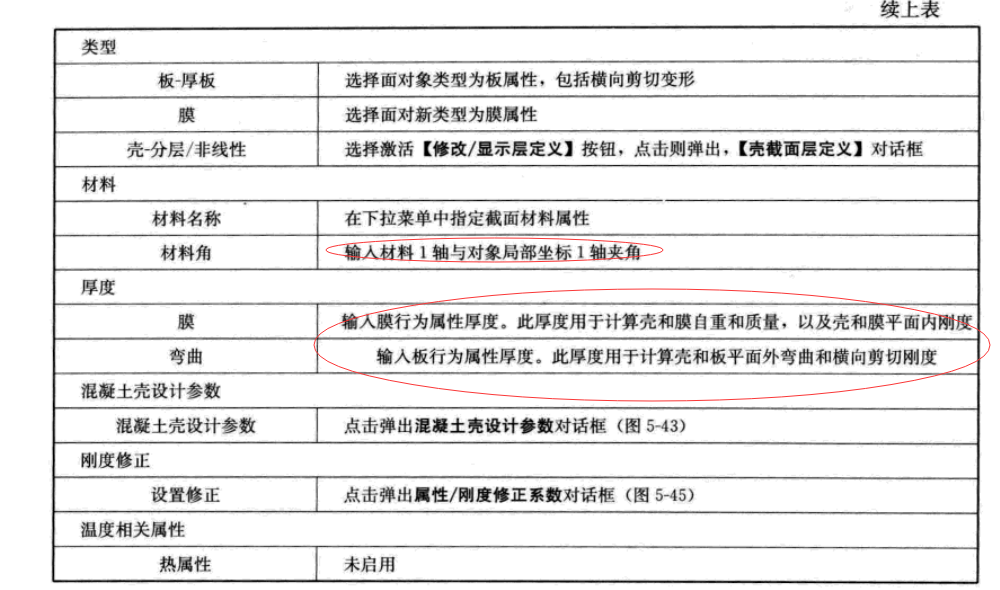 续上表
类型
板-厚板 选择面对象类型为板属性，包括横向剪切变形
膜 选择面对新类型为膜属性
壳-分层/非线性 选择激活【修改/显示层定义】按钮，点击则弹出，【壳截面层定义】对话框
材料
材料名称 在下拉菜单中指定截面材料属性
材料角 输入材料1轴与对象局部坐标1轴夹角
厚度
膜 输入膜行为属性厚度。此厚度用于计算壳和膜自重和质量，以及壳和膜平面内刚度
弯曲 输入板行为属性厚度。此厚度用于计算壳和板平面外弯曲和横向剪切刚度
混凝土壳设计参数
混凝土壳设计参数 点击弹出混凝土壳设计参数对话框（图 5-43）
刚度修正
设置修正 点击弹出属性/刚度修正系数对话框（图 5-45）
温度相关属性
热属性 未启用